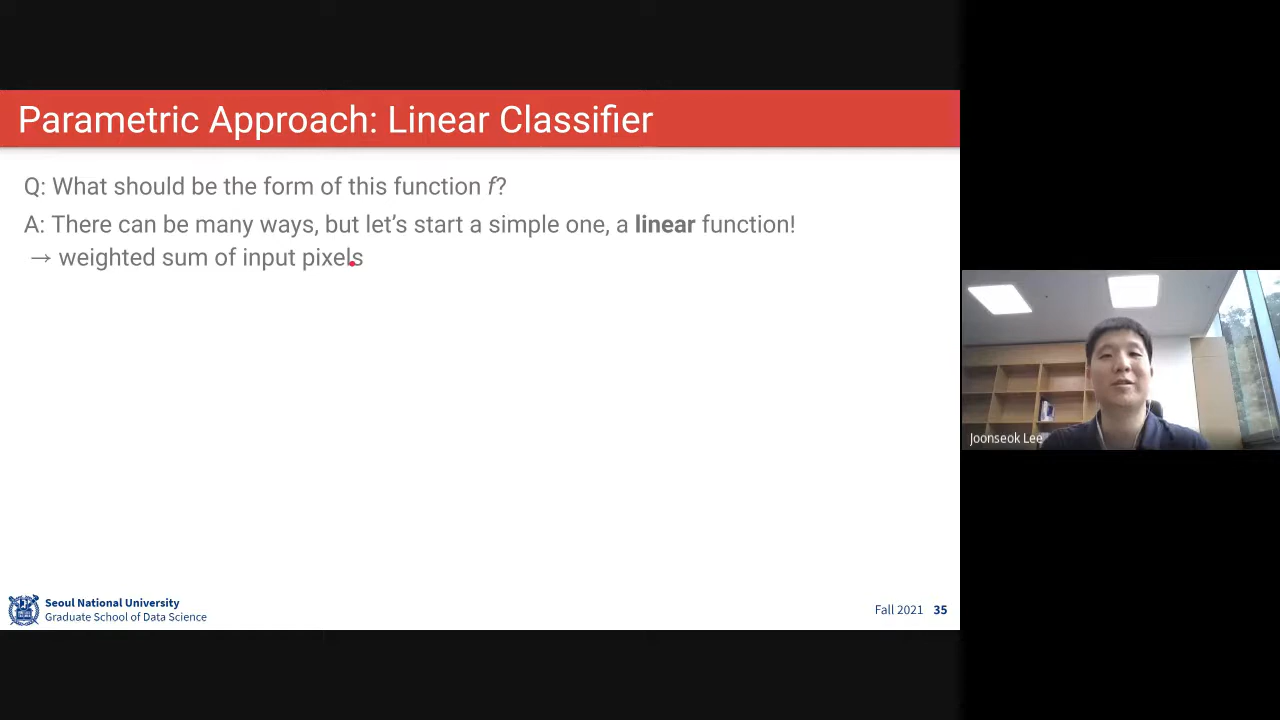 Parametric Approach: Linear Classifier
Q: What should be the form of this function f?
A: There can be many ways, but let’s start a simple one, a linear function!
→ weighted sum of input pixels
Joonseok Lee
Seoul National University
Graduate School of Data Science
Fall 2021 35